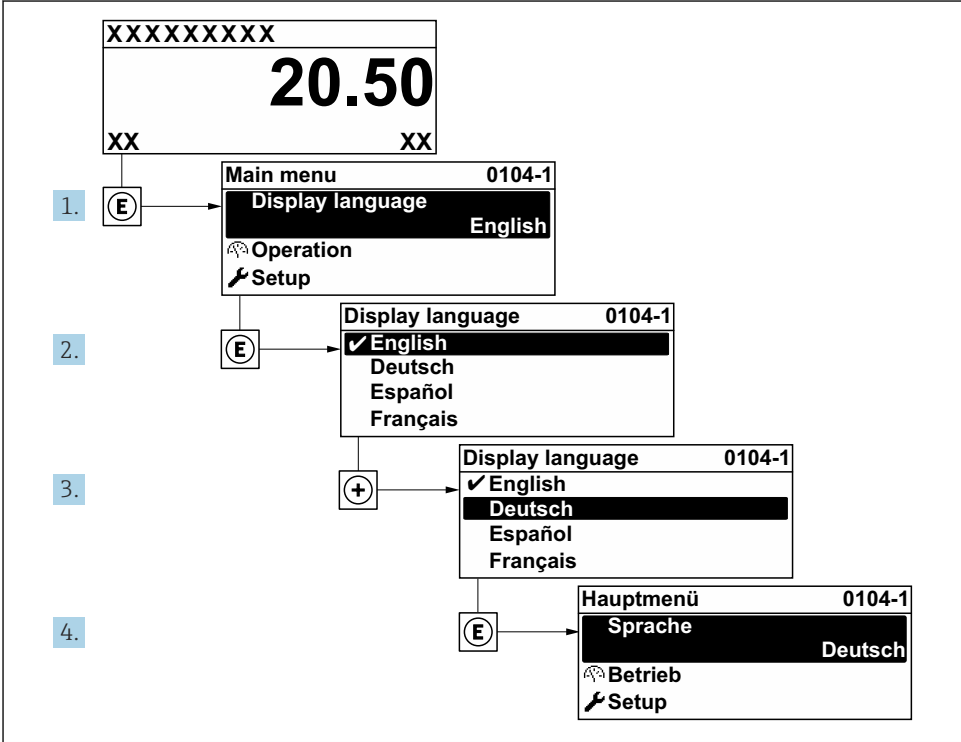 XXXXXXXXX
20.50
XX XX
1. E
Main menu 0104-1
Display language
English
Operation
Setup
2. E
Display language 0104-1
✔ English
Deutsch
Español
Français
3. +
Display language 0104-1
✔ English
Deutsch
Español
Français
4. E
Hauptmenü 0104-1
Sprache
Deutsch
Betrieb
Setup